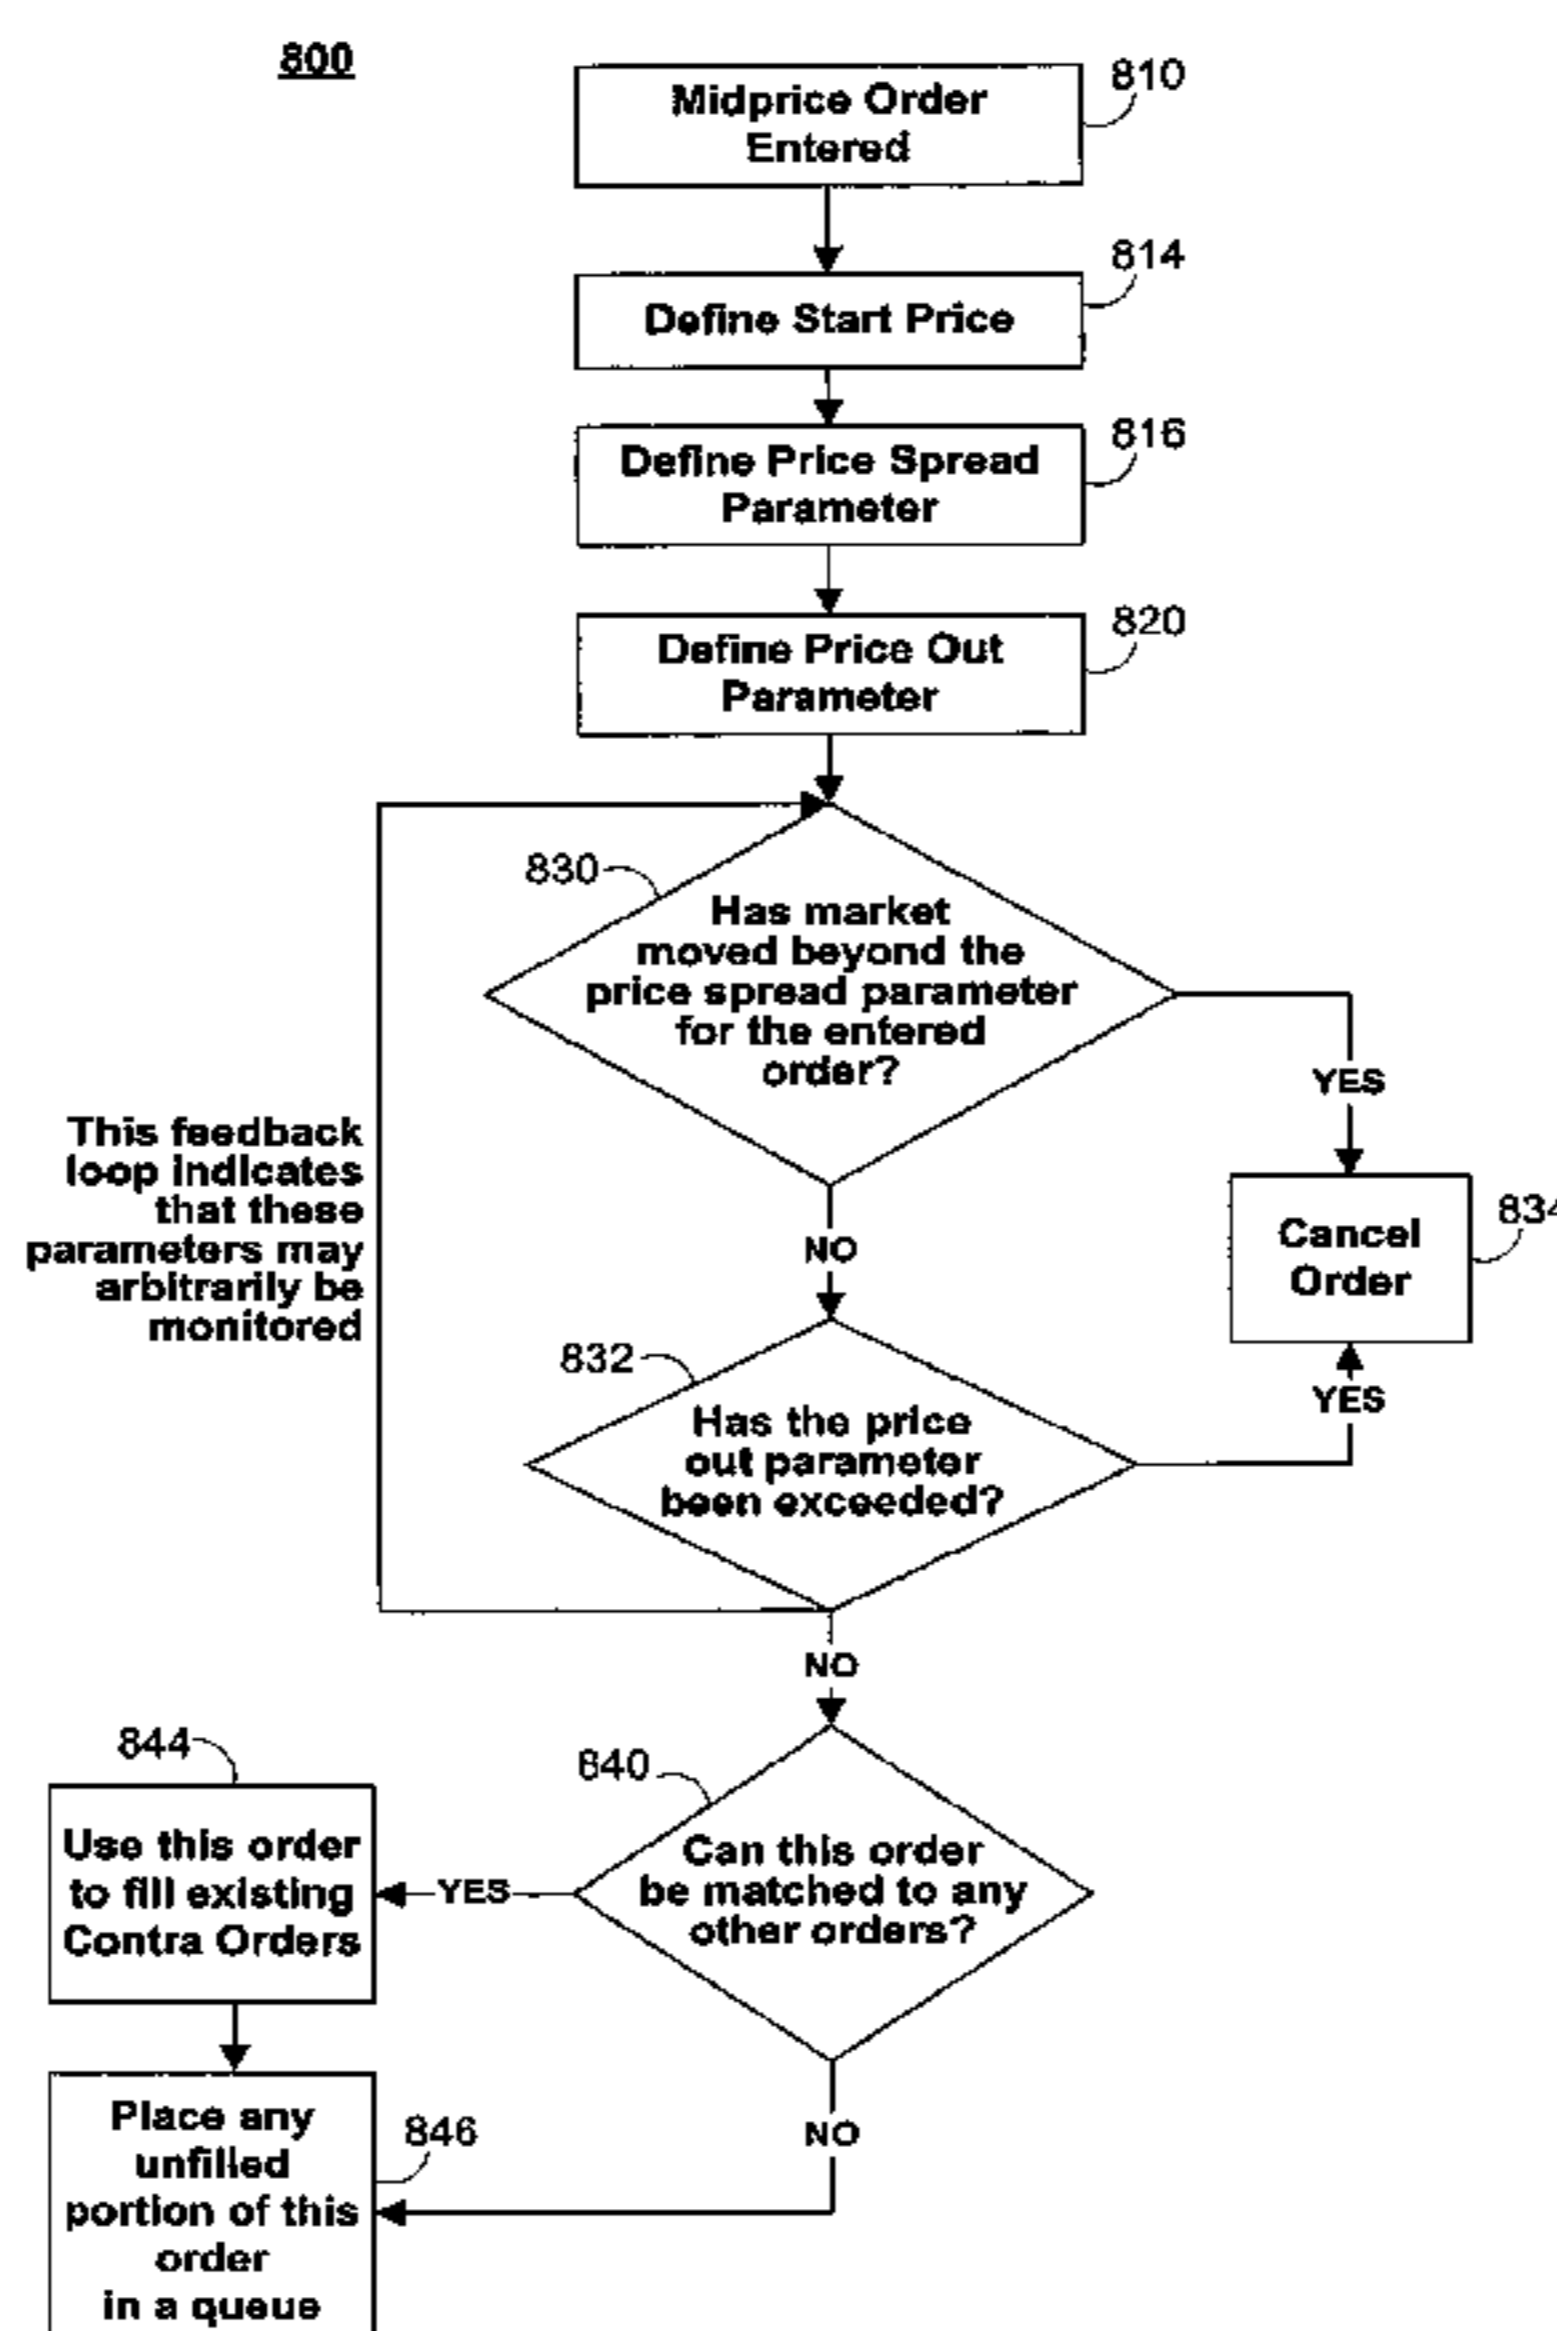 800
Midprice Order
Entered
810
Define Start Price
814
Define Price Spread
Parameter
816
Define Price Out
Parameter
820
830
Has market
moved beyond the
price spread parameter
for the entered
order?
YES
This feedback
loop indicates
that these
parameters may
arbitrarily be
monitored
NO
Cancel
Order
834
832
Has the price
out parameter
been exceeded?
YES
NO
844
840
Use this order
to fill existing
Contra Orders
YES
Can this order
be matched to any
other orders?
NO
Place any
unfilled
portion of this
order
in a queue
846